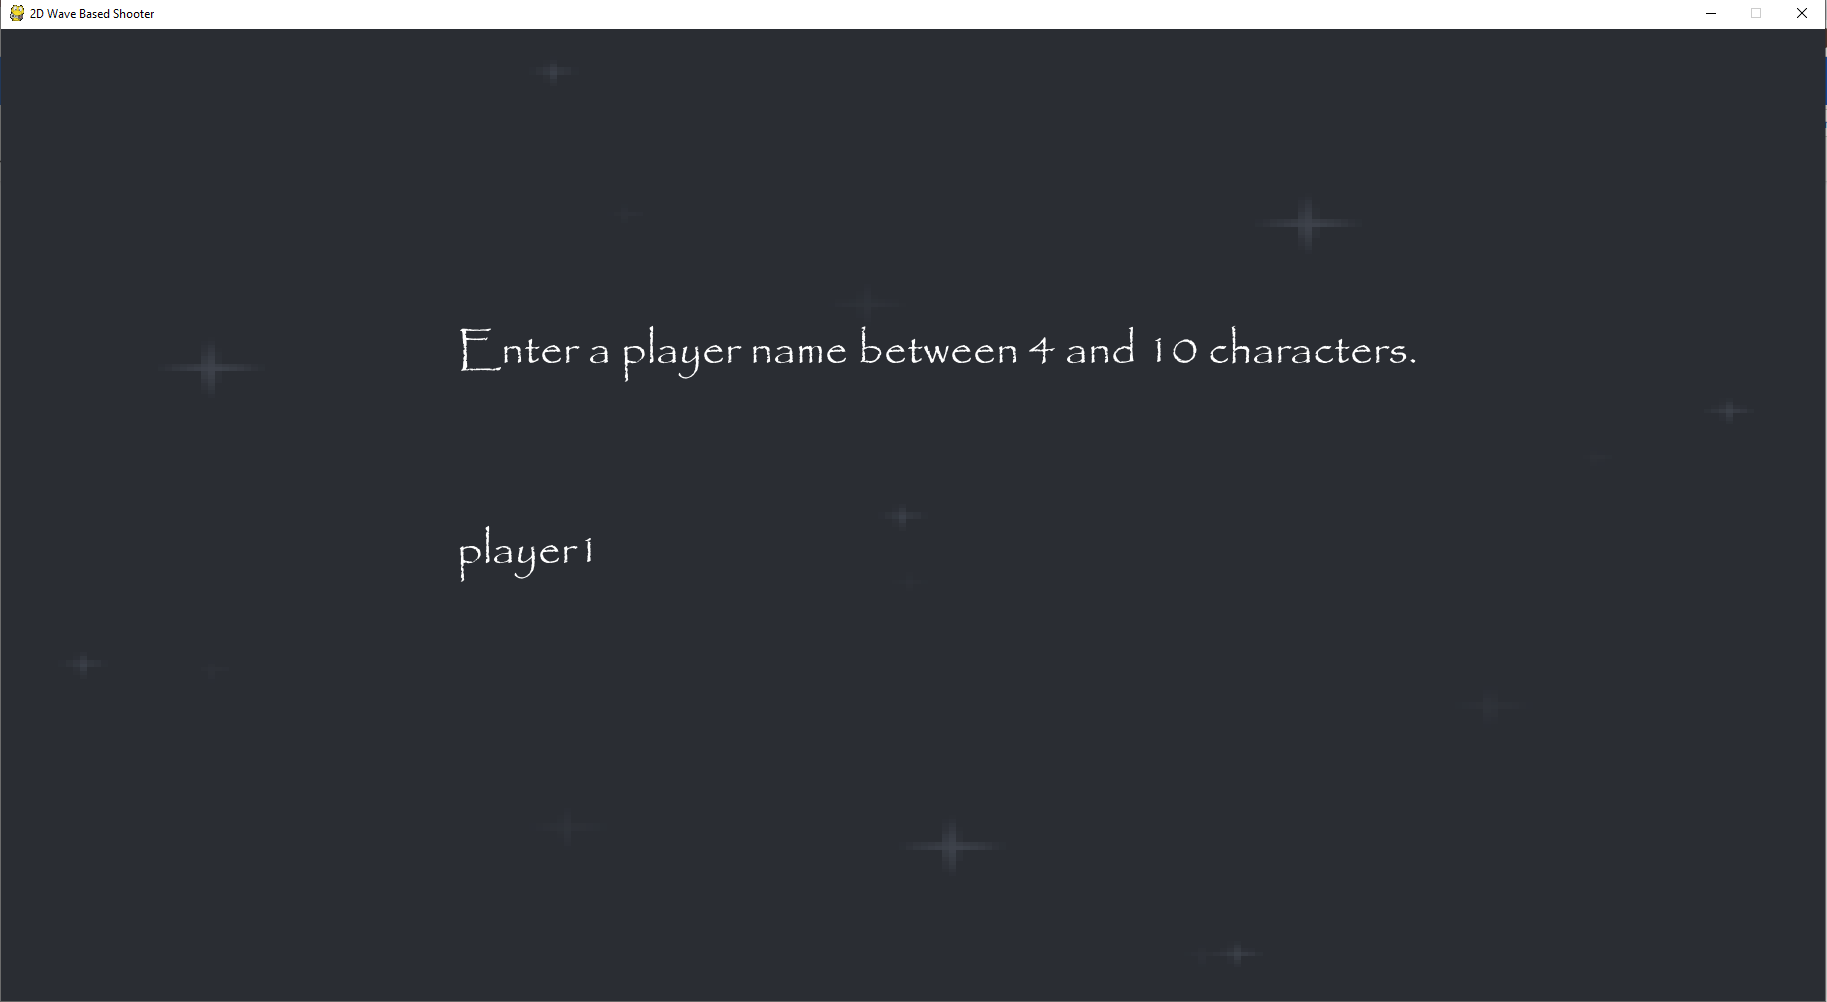 2D Wave Based Shooter
Enter a player name between 4 and 10 characters.
player1